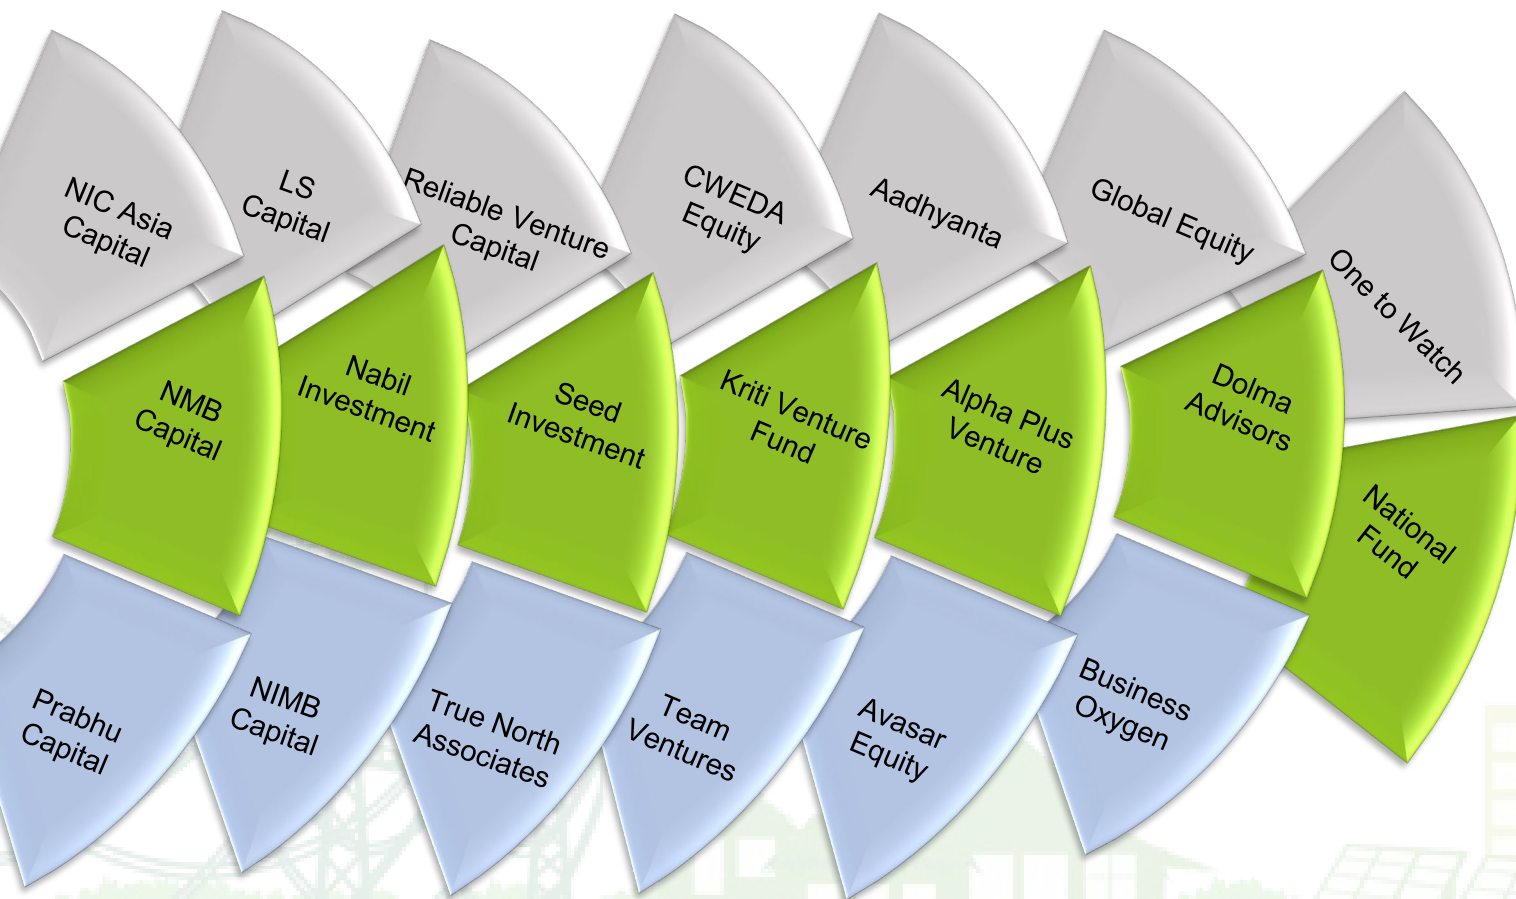 NIC Asia
Capital
LS
Capital
Reliable Venture
Capital
CWEDA
Equity
Aadhyanta
Global Equity
One to Watch
NMB
Capital
Nabil
Investment
Seed
Investment
Kriti Venture
Fund
Alpha Plus
Venture
Dolma
Advisors
National
Fund
Prabhu
Capital
NIMB
Capital
True North
Associates
Team
Ventures
Avasar
Equity
Business
Oxygen